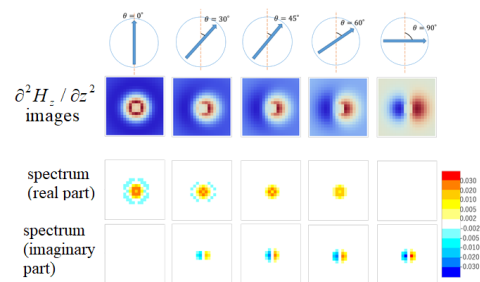 θ = 0° θ = 30° θ = 45° θ = 60° θ = 90°
∂²H_z / ∂z²
images
spectrum
(real part)
spectrum
(imaginary
part)
0.030
0.020
0.010
0.005
0.002
-0.002
-0.005
-0.010
-0.020
-0.030